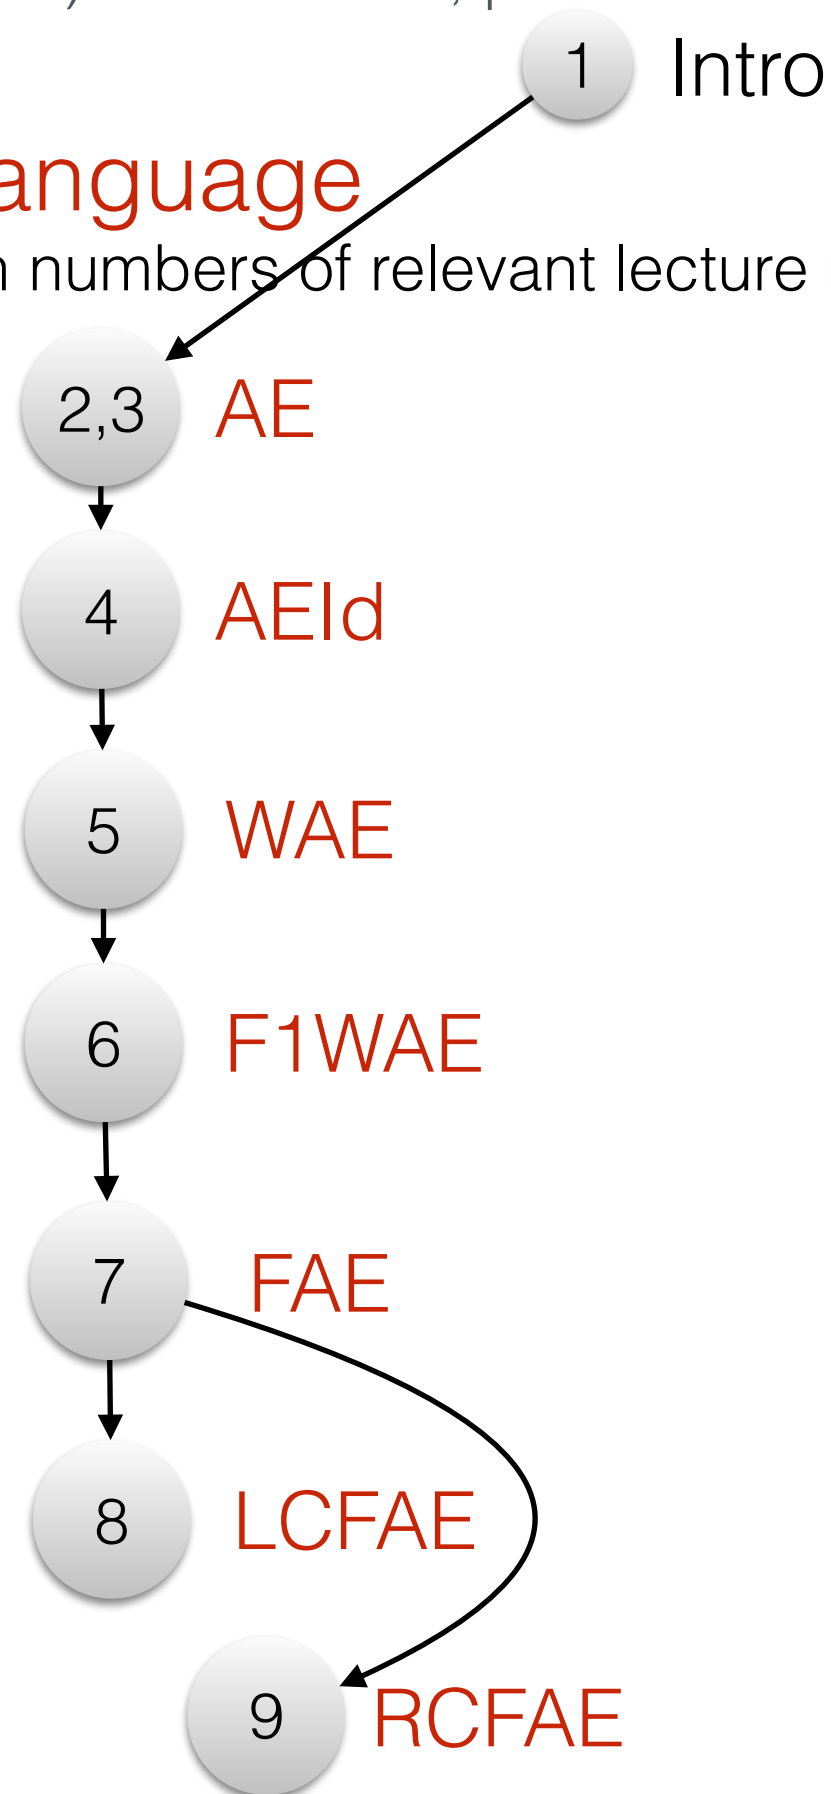 1 Intro
anguage
numbers of relevant lecture
2,3 AE
4 AEId
5 WAE
6 F1WAE
7 FAE
8 LCFAE
9 RCFAE